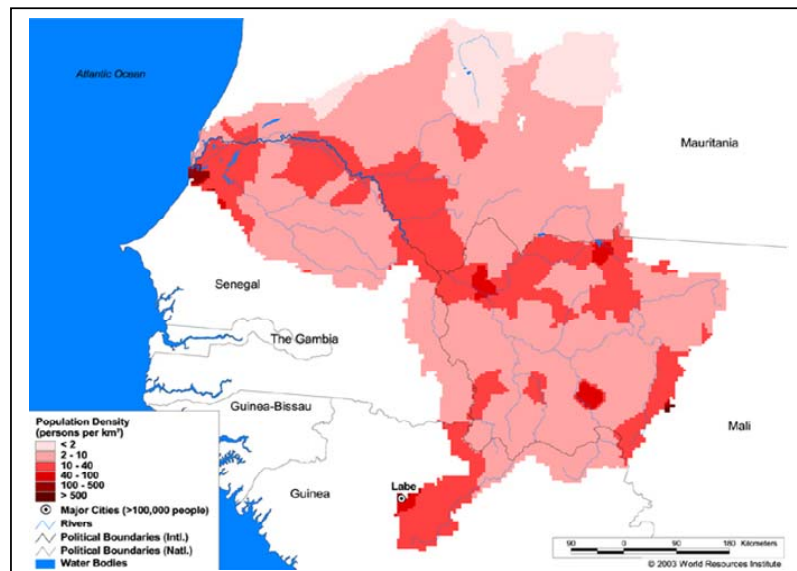 Atlantic Ocean
Mauritania
Senegal
The Gambia
Guinea-Bissau
Mali
Guinea
Labe
Population Density
(persons per km²)
< 2
2 - 10
10 - 40
40 - 100
100 - 500
> 500
Major Cities (>100,000 people)
Rivers
Political Boundaries (Intl.)
Political Boundaries (Natl.)
Water Bodies
90 0 90 180 Kilometers
© 2003 World Resources Institute